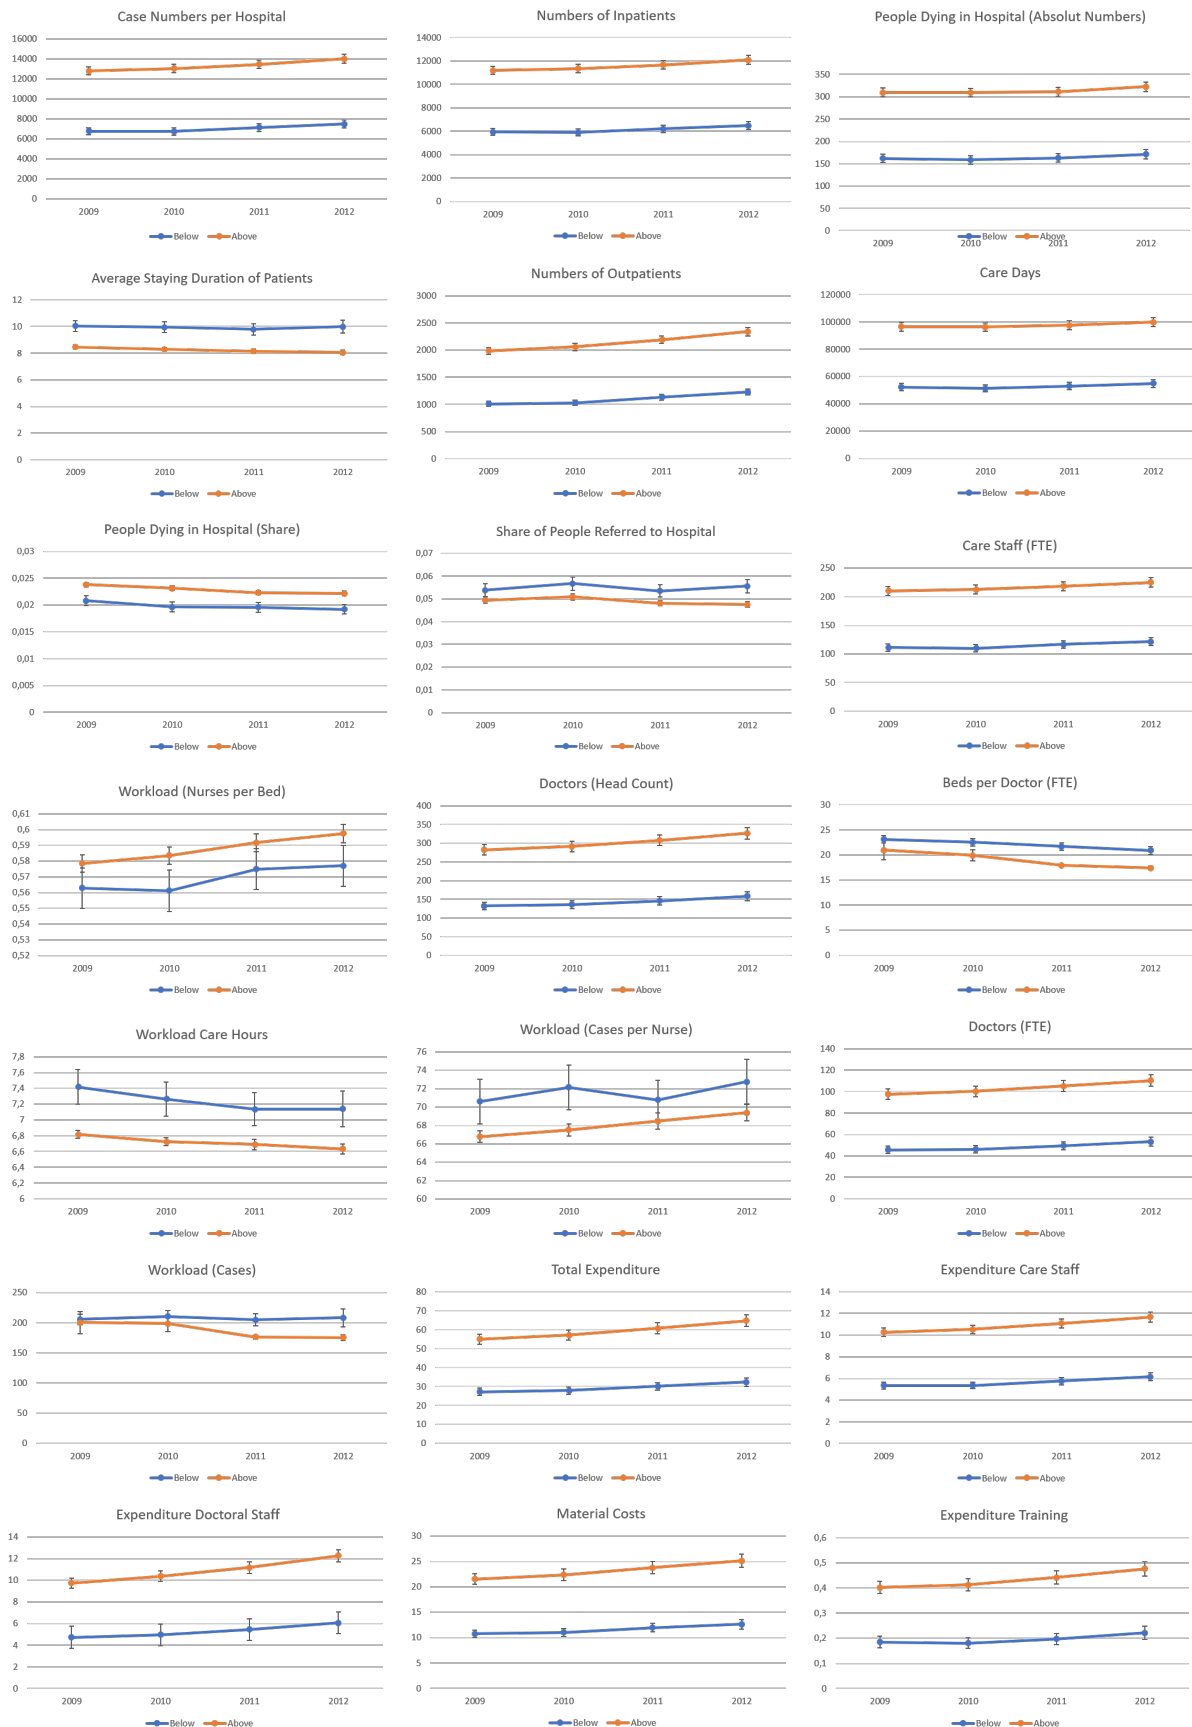 Case Numbers per Hospital
16000
14000
12000
10000
8000
6000
4000
2000
0
2009 2010 2011 2012
Below Above
Numbers of Inpatients
14000
12000
10000
8000
6000
4000
2000
0
2009 2010 2011 2012
Below Above
People Dying in Hospital (Absolut Numbers)
350
300
250
200
150
100
50
0
2009 2010 2011 2012
Below Above
Average Staying Duration of Patients
12
10
8
6
4
2
0
2009 2010 2011 2012
Below Above
Numbers of Outpatients
3000
2500
2000
1500
1000
500
0
2009 2010 2011 2012
Below Above
Care Days
120000
100000
80000
60000
40000
20000
0
2009 2010 2011 2012
Below Above
People Dying in Hospital (Share)
0,03
0,025
0,02
0,015
0,01
0,005
0
2009 2010 2011 2012
Below Above
Share of People Referred to Hospital
0,07
0,06
0,05
0,04
0,03
0,02
0,01
0
2009 2010 2011 2012
Below Above
Care Staff (FTE)
250
200
150
100
50
0
2009 2010 2011 2012
Below Above
Workload (Nurses per Bed)
0,61
0,6
0,59
0,58
0,57
0,56
0,55
0,54
0,53
0,52
2009 2010 2011 2012
Below Above
Doctors (Head Count)
400
350
300
250
200
150
100
50
0
2009 2010 2011 2012
Below Above
Beds per Doctor (FTE)
30
25
20
15
10
5
0
2009 2010 2011 2012
Below Above
Workload Care Hours
7,8
7,6
7,4
7,2
7
6,8
6,6
6,4
6,2
6
2009 2010 2011 2012
Below Above
Workload (Cases per Nurse)
76
74
72
70
68
66
64
62
60
2009 2010 2011 2012
Below Above
Doctors (FTE)
140
120
100
80
60
40
20
0
2009 2010 2011 2012
Below Above
Workload (Cases)
250
200
150
100
50
0
2009 2010 2011 2012
Below Above
Total Expenditure
80
70
60
50
40
30
20
10
0
2009 2010 2011 2012
Below Above
Expenditure Care Staff
14
12
10
8
6
4
2
0
2009 2010 2011 2012
Below Above
Expenditure Doctoral Staff
14
12
10
8
6
4
2
0
2009 2010 2011 2012
Below Above
Material Costs
30
25
20
15
10
5
0
2009 2010 2011 2012
Below Above
Expenditure Training
0,6
0,5
0,4
0,3
0,2
0,1
0
2009 2010 2011 2012
Below Above